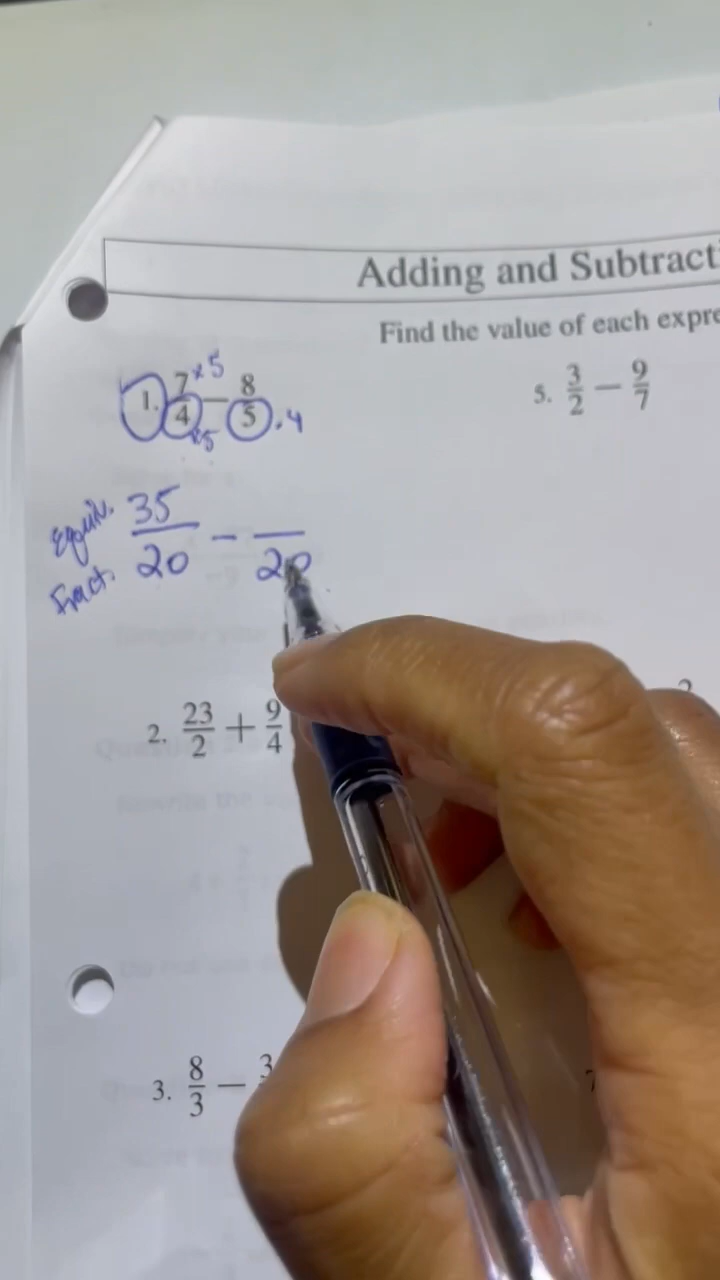 Adding and Subtracti
Find the value of each expre
1. 7/4 - 8/5
×5
×5
·4
5. 3/2 - 9/7
Equiv. Fract.
35/20 - /20
2. 23/2 + 9/4
3. 8/3 - 3